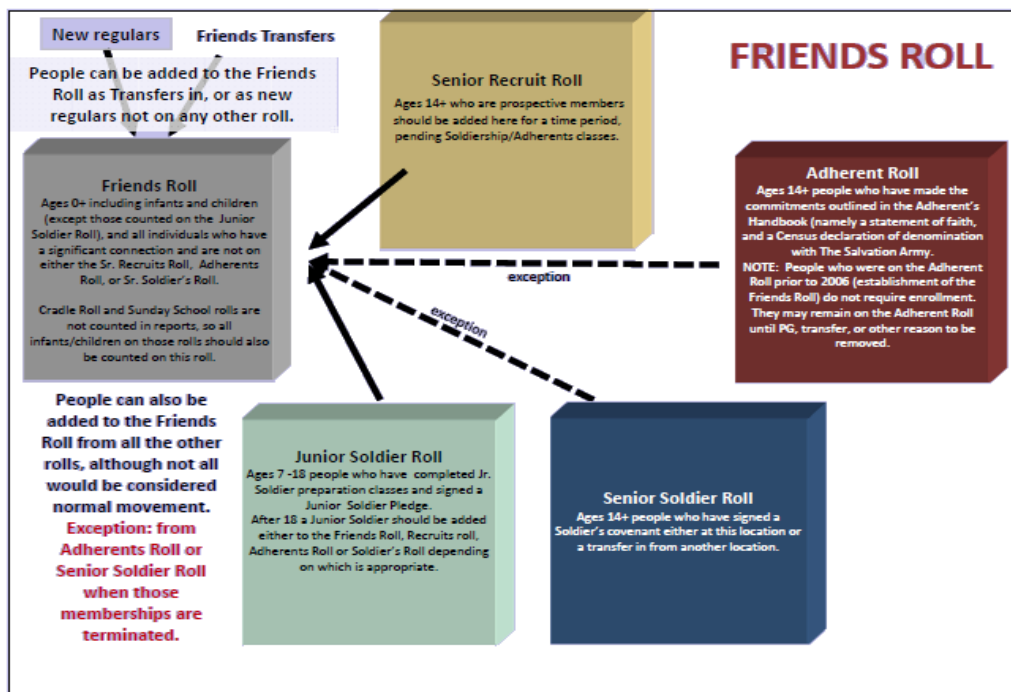 New regulars
Friends Transfers
People can be added to the Friends
Roll as Transfers in, or as new
regulars not on any other roll.
FRIENDS ROLL
Senior Recruit Roll
Ages 14+ who are prospective members
should be added here for a time period,
pending Soldiership/Adherents classes.
Friends Roll
Ages 0+ including infants and children
(except those counted on the Junior
Soldier Roll), and all individuals who have
a significant connection and are not on
either the Sr. Recruits Roll, Adherents
Roll, or Sr. Soldier's Roll.
Cradle Roll and Sunday School rolls are
not counted in reports, so all
infants/children on those rolls should also
be counted on this roll.
Adherent Roll
Ages 14+ people who have made the
commitments outlined in the Adherent's
Handbook (namely a statement of faith,
and a Census declaration of denomination
with The Salvation Army.
NOTE: People who were on the Adherent
Roll prior to 2006 (establishment of the
Friends Roll) do not require enrollment.
They may remain on the Adherent Roll
until PG, transfer, or other reason to be
removed.
exception
exception
People can also be
added to the Friends
Roll from all the other
rolls, although not all
would be considered
normal movement.
Exception: from
Adherents Roll or
Senior Soldier Roll
when those
memberships are
terminated.
Junior Soldier Roll
Ages 7 -18 people who have completed Jr.
Soldier preparation classes and signed a
Junior Soldier Pledge.
After 18 a Junior Soldier should be added
either to the Friends Roll, Recruits roll,
Adherents Roll or Soldier's Roll depending
on which is appropriate.
Senior Soldier Roll
Ages 14+ people who have signed a
Soldier's covenant either at this location or
a transfer in from another location.